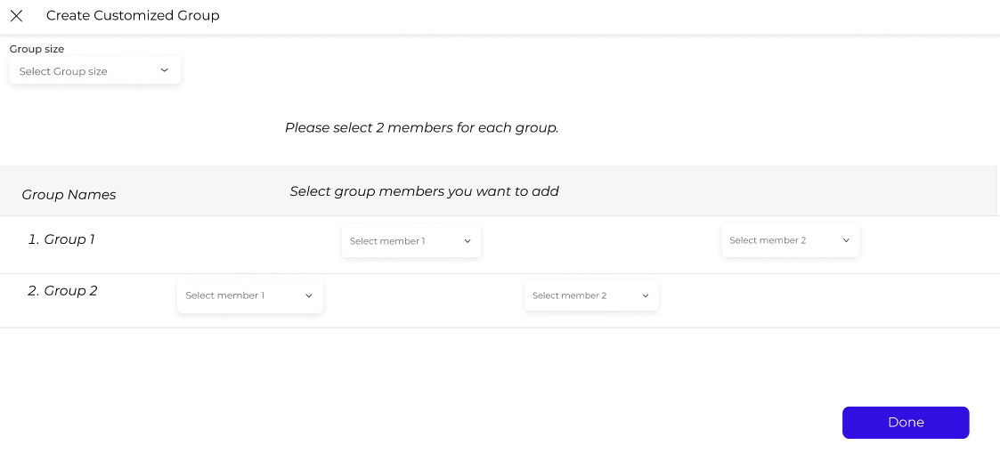 Create Customized Group
Group size
Select Group size
Please select 2 members for each group.
Group Names
Select group members you want to add
1. Group 1
Select member 1
Select member 2
2. Group 2
Select member 1
Select member 2
Done